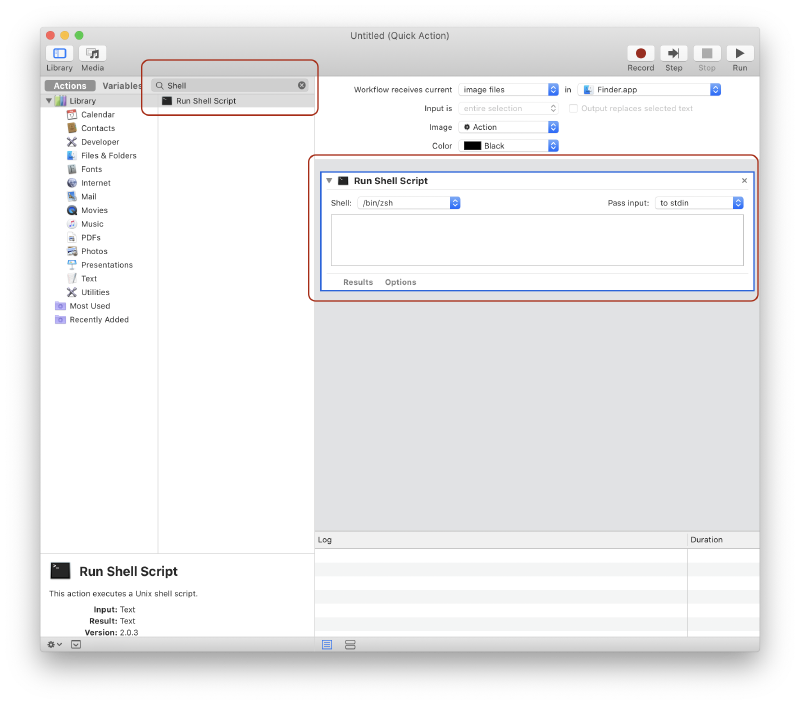 Untitled (Quick Action)
Library Media
Record Step Stop Run
Actions Variables
Shell
Library
Calendar
Contacts
Developer
Files & Folders
Fonts
Internet
Mail
Movies
Music
PDFs
Photos
Presentations
Text
Utilities
Most Used
Recently Added
Run Shell Script
Workflow receives current image files in Finder.app
Input is entire selection Output replaces selected text
Image Action
Color Black
Run Shell Script
Shell: /bin/zsh Pass input: to stdin
Results Options
Log Duration
Run Shell Script
This action executes a Unix shell script.
Input: Text
Result: Text
Version: 2.0.3